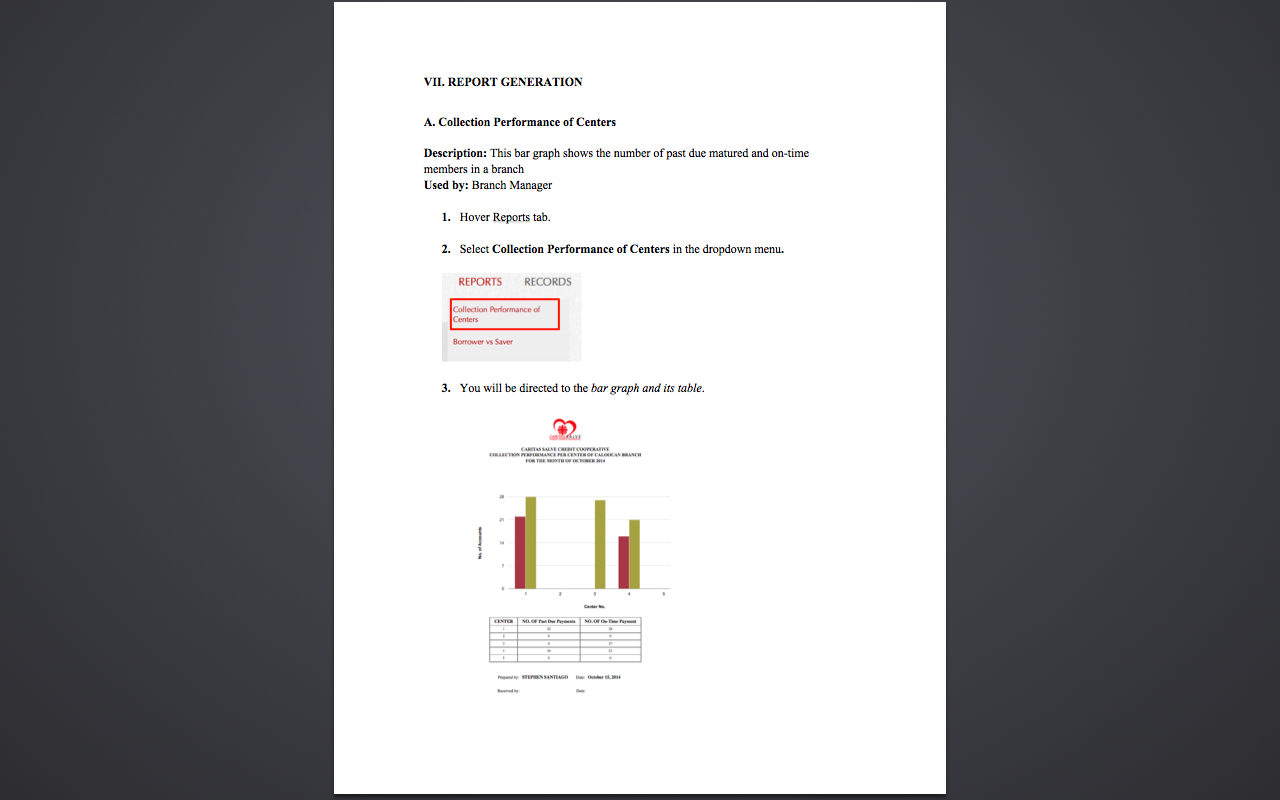 VII. REPORT GENERATION
A. Collection Performance of Centers
Description: This bar graph shows the number of past due matured and on-time
members in a branch
Used by: Branch Manager
1. Hover Reports tab.
2. Select Collection Performance of Centers in the dropdown menu.
REPORTS RECORDS
Collection Performance of
Centers
Borrower vs Saver
3. You will be directed to the bar graph and its table.
CARITAS SALVE CREDIT COOPERATIVE
COLLECTION PERFORMANCE PER CENTER OF CALOOCAN BRANCH
FOR THE MONTH OF OCTOBER 2014
28
21
14
7
0
No. of Accounts
1 2 3 4 5
Center No.
CENTER NO. OF Past Due Payments NO. OF On-Time Payment
1 22 28
2 0 0
3 0 27
4 16 21
5 0 0
Prepared by: STEPHEN SANTIAGO Date: October 15, 2014
Received by: Date: